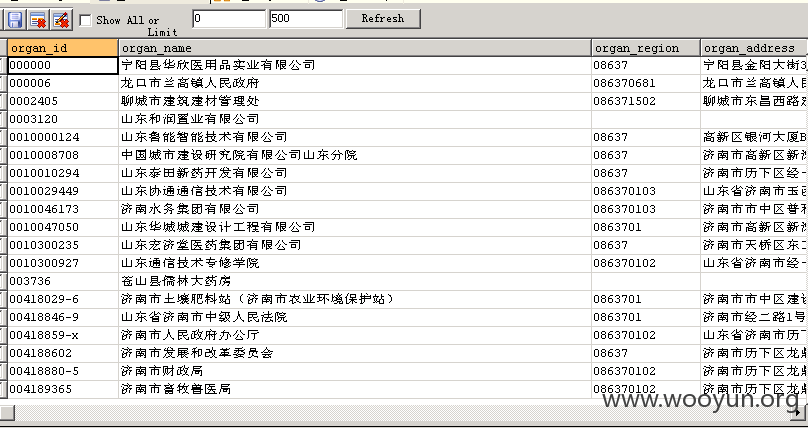 Show All or Limit 0 500 Refresh
organ_id organ_name organ_region organ_address
000000 宁阳县华欣医用品实业有限公司 08637 宁阳县金阳大街3
000006 龙口市兰高镇人民政府 086370681 龙口市兰高镇人民
0002405 聊城市建筑建材管理处 086371502 聊城市东昌西路
0003120 山东和润置业有限公司
0010000124 山东鲁能智能技术有限公司 08637 高新区银河大厦B
0010008708 中国城市建设研究院有限公司山东分院 08637 济南市高新区新
0010010294 山东泰田新药开发有限公司 08637 济南市历下区经一
0010029449 山东协通通信技术有限公司 086370103 山东省济南市玉
0010046173 济南水务集团有限公司 086370103 济南市市中区普利
0010047050 山东华城城建设计工程有限公司 0863701 济南市高新区新
0010300235 山东宏济堂医药集团有限公司 08637 济南市天桥区东工
0010300927 山东通信技术专修学院 086370102 山东省济南市经一
003736 苍山县儒林大药房
00418029-6 济南市土壤肥料站（济南市农业环境保护站） 0863701 济南市市中区建设
00418846-9 山东省济南市中级人民法院 0863701 济南市经二路1号
00418859-x 济南市人民政府办公厅 086370102 山东省济南市历下
004188602 济南市发展和改革委员会 08637 济南市历下区龙
00418880-5 济南市财政局 086370102 济南市历下区龙
004189365 济南市畜牧兽医局 086370102 济南市历下区龙
www.wooyun.org